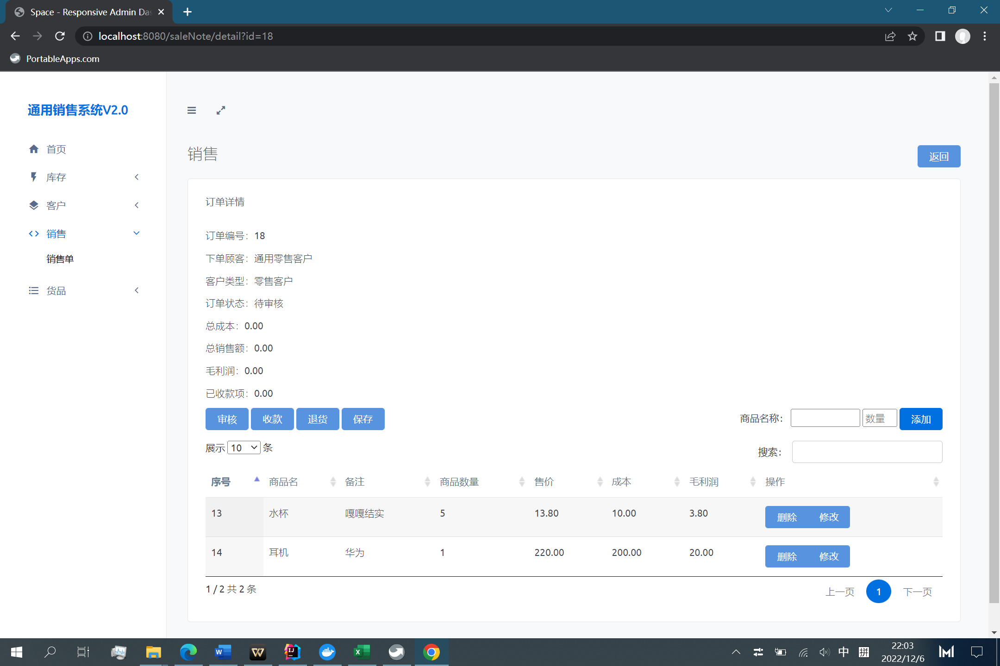 Space - Responsive Admin Das
localhost:8080/saleNote/detail?id=18
PortableApps.com
通用销售系统V2.0
首页
库存
客户
销售
销售单
货品
销售
返回
订单详情
订单编号：18
下单顾客：通用零售客户
客户类型：零售客户
订单状态：待审核
总成本：0.00
总销售额：0.00
毛利润：0.00
已收款项：0.00
审核 收款 退货 保存 商品名称： 数量 添加
展示 10 条 搜索：
序号 商品名 备注 商品数量 售价 成本 毛利润 操作
13 水杯 嘎嘎结实 5 13.80 10.00 3.80 删除 修改
14 耳机 华为 1 220.00 200.00 20.00 删除 修改
1 / 2 共 2 条 上一页 1 下一页
中 拼 22:03
2022/12/6